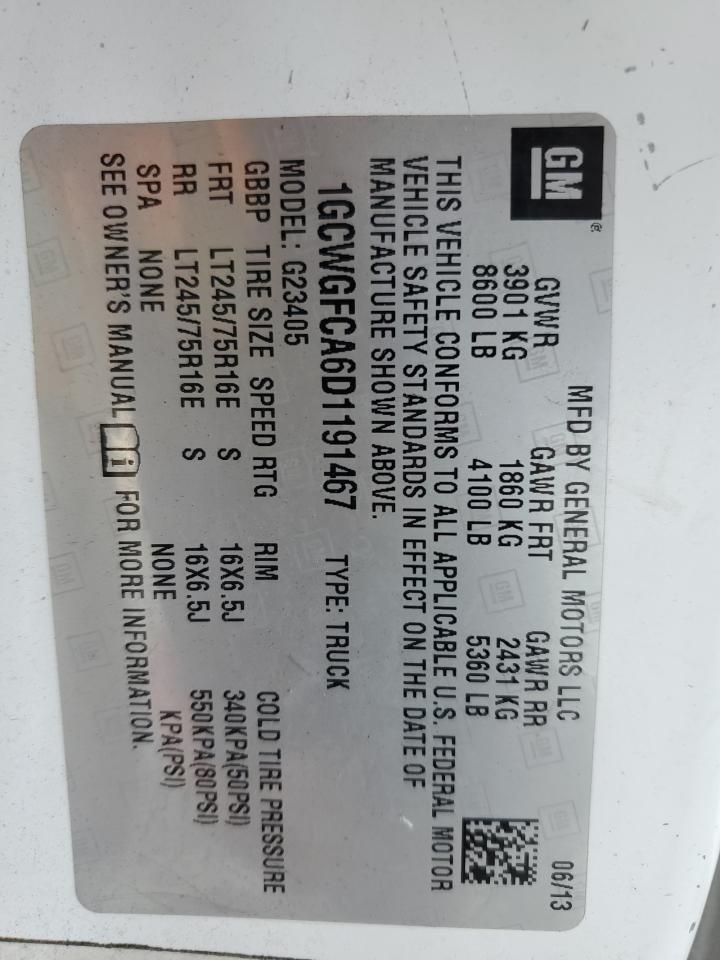 GM®
MFD BY GENERAL MOTORS LLC 06/13
GVWR GAWR FRT GAWR RR
3901 KG 1860 KG 2431 KG
8600 LB 4100 LB 5360 LB
THIS VEHICLE CONFORMS TO ALL APPLICABLE U.S. FEDERAL MOTOR
VEHICLE SAFETY STANDARDS IN EFFECT ON THE DATE OF
MANUFACTURE SHOWN ABOVE.
1GCWGFCA6D1191467 TYPE: TRUCK
MODEL: G23405
GBBP TIRE SIZE SPEED RTG RIM COLD TIRE PRESSURE
FRT LT245/75R16E S 16X6.5J 340KPA(50PSI)
RR LT245/75R16E S 16X6.5J 550KPA(80PSI)
SPA NONE NONE KPA(PSI)
SEE OWNER'S MANUAL i FOR MORE INFORMATION.